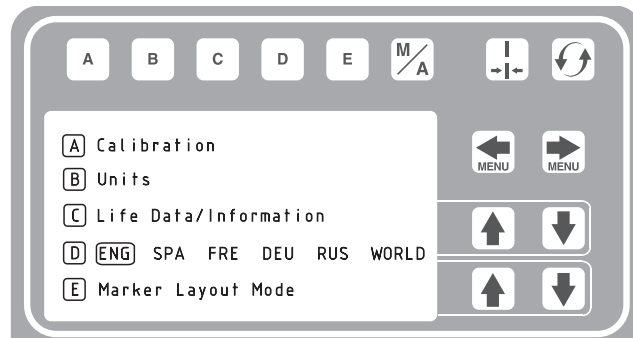 A B C D E M/A
MENU MENU
A Calibration
B Units
C Life Data/Information
D ENG SPA FRE DEU RUS WORLD
E Marker Layout Mode